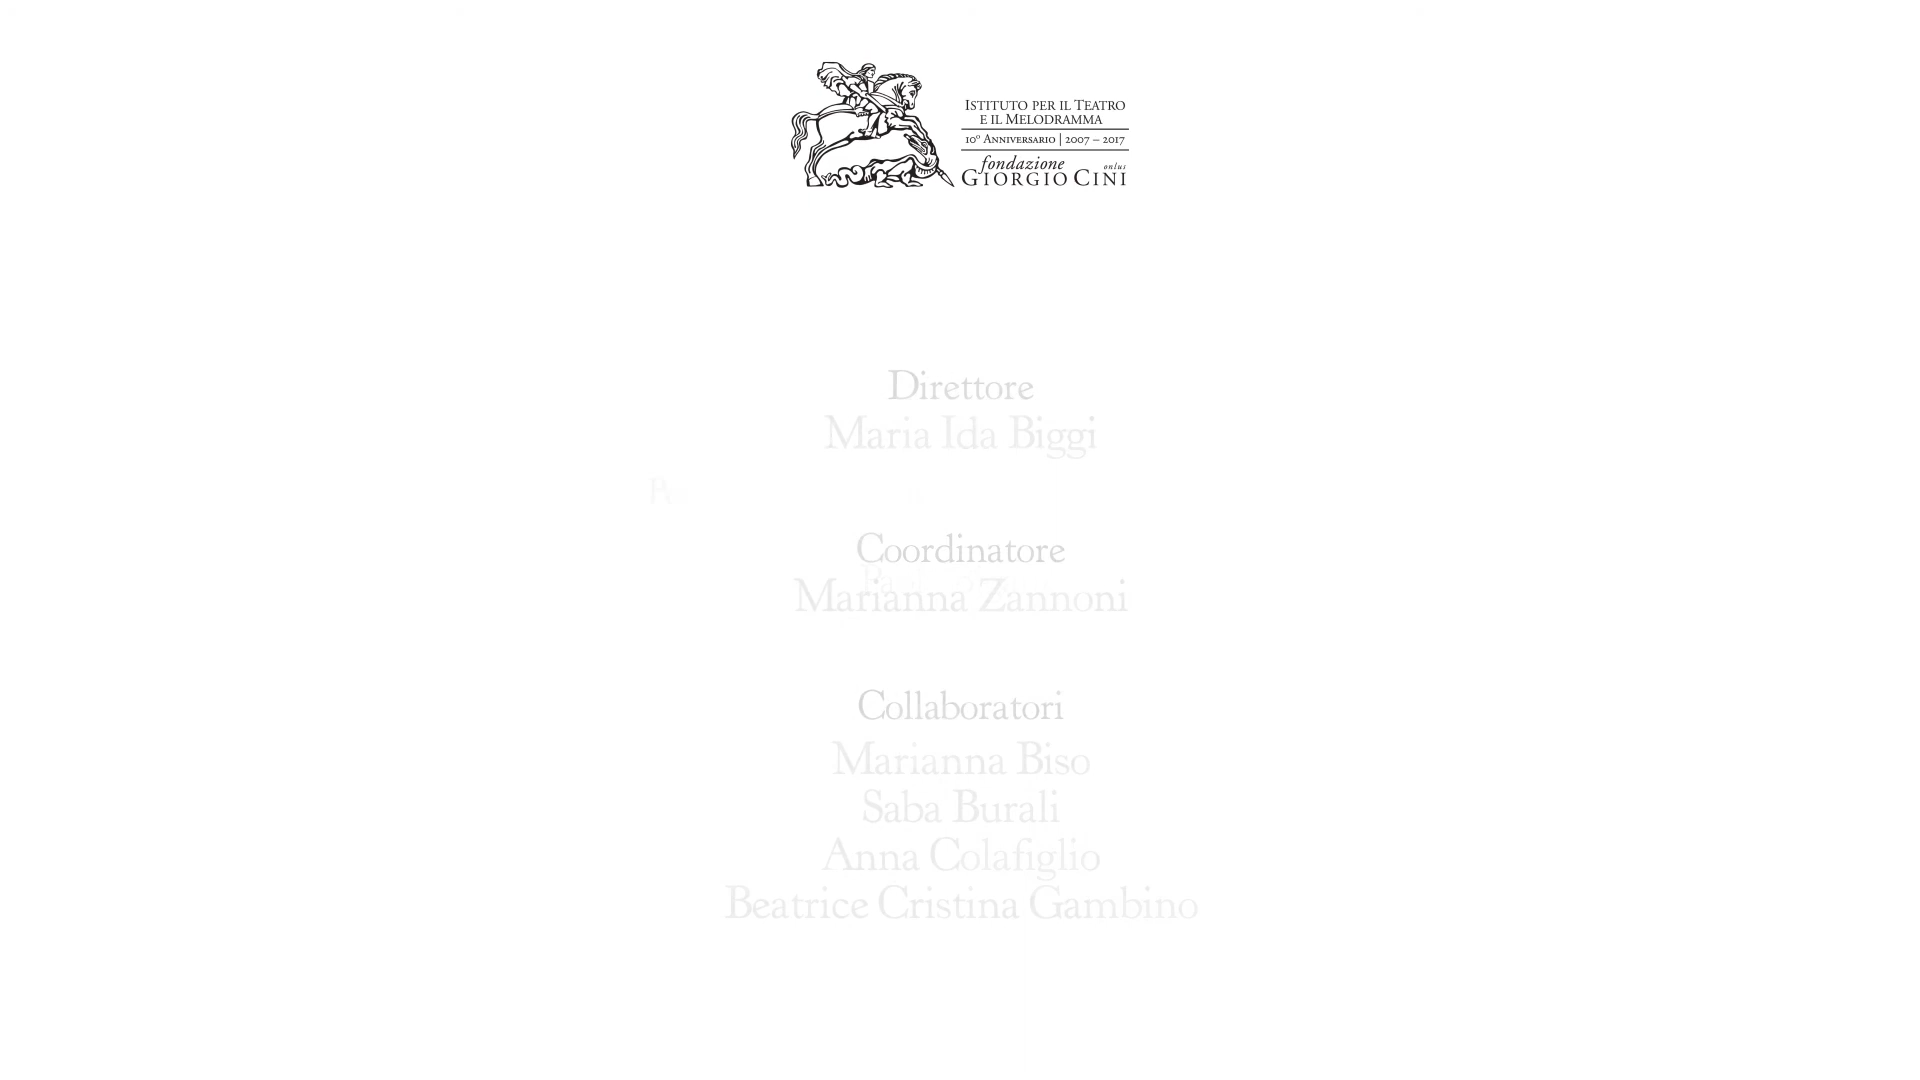 Istituto per il Teatro
e il Melodramma
10° Anniversario | 2007 – 2017
fondazione onlus
Giorgio Cini
Direttore
Maria Ida Biggi
Coordinatore
Marianna Zannoni
Collaboratori
Marianna Biso
Saba Burali
Anna Colafiglio
Beatrice Cristina Gambino